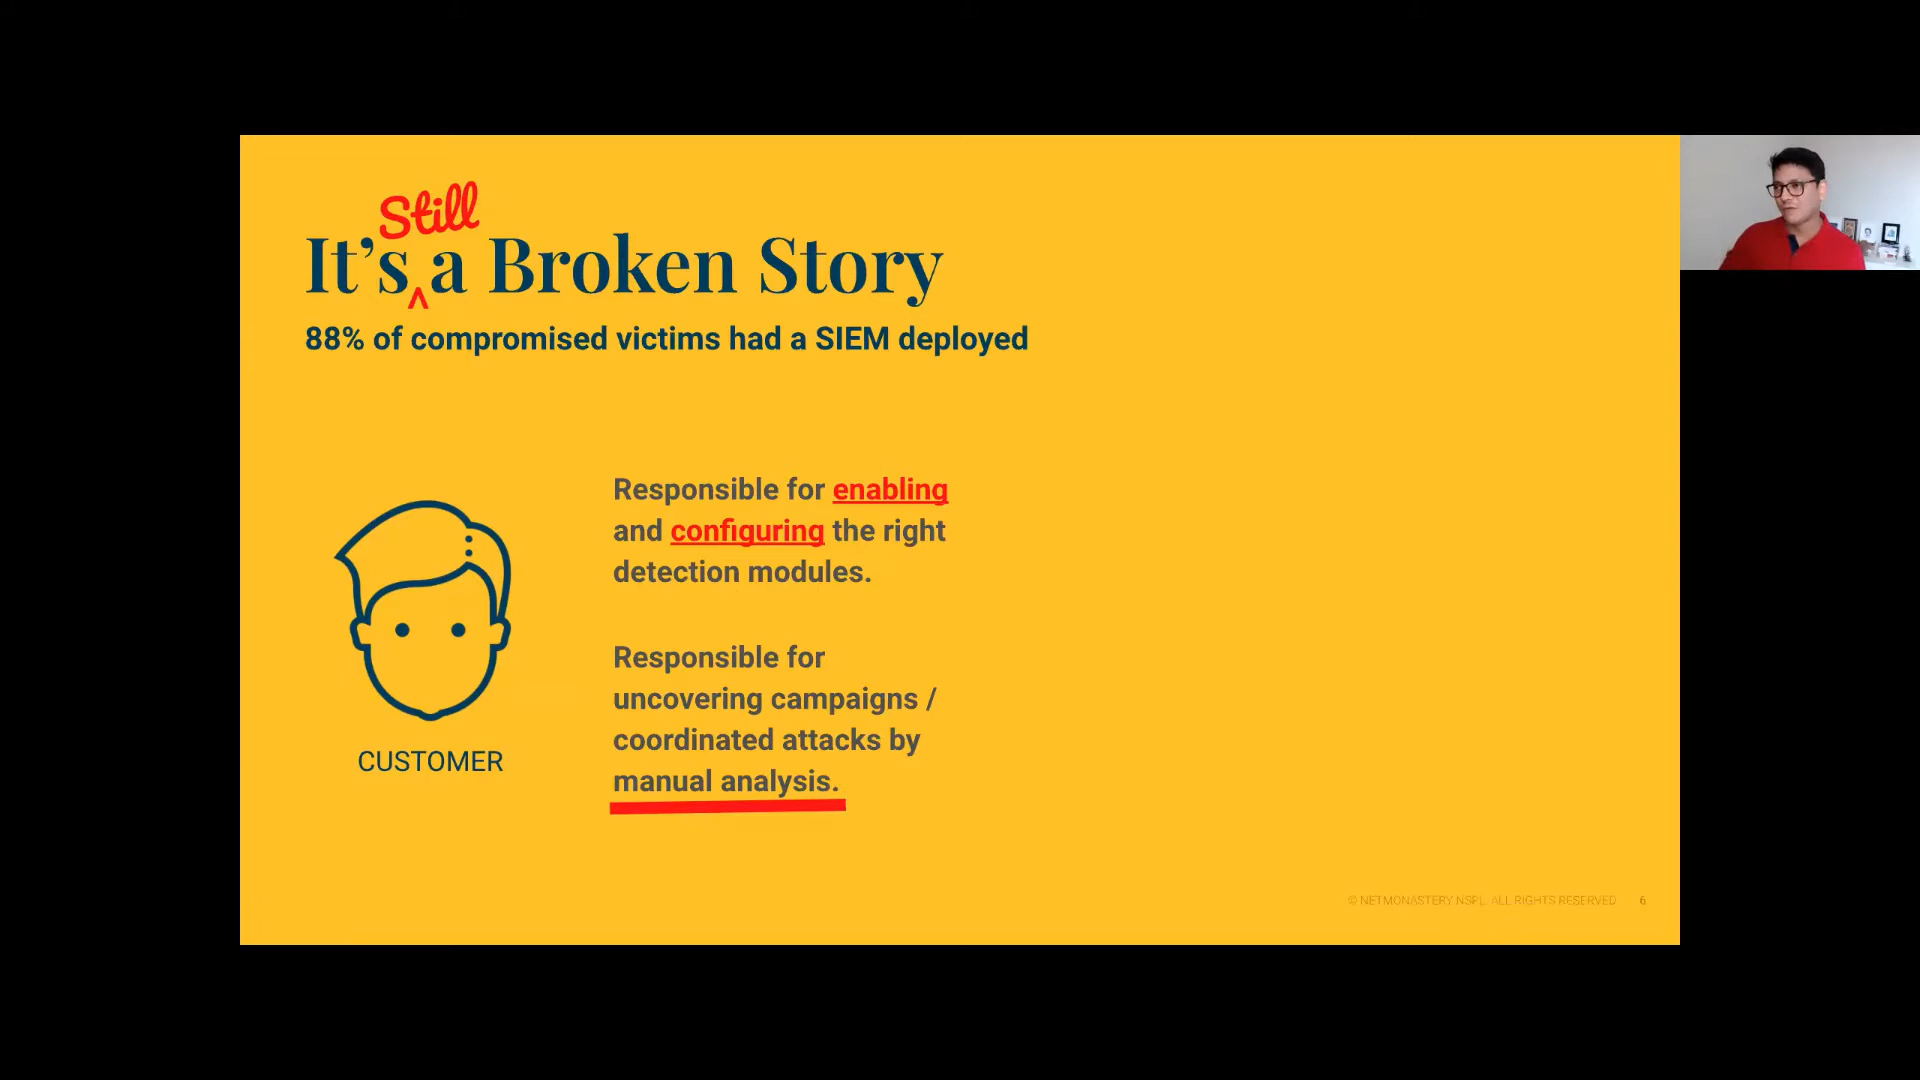 Still
It’s ^ a Broken Story
88% of compromised victims had a SIEM deployed
Responsible for enabling
and configuring the right
detection modules.
Responsible for
uncovering campaigns /
coordinated attacks by
manual analysis.
CUSTOMER
© NETMONASTERY NSPL. ALL RIGHTS RESERVED 6